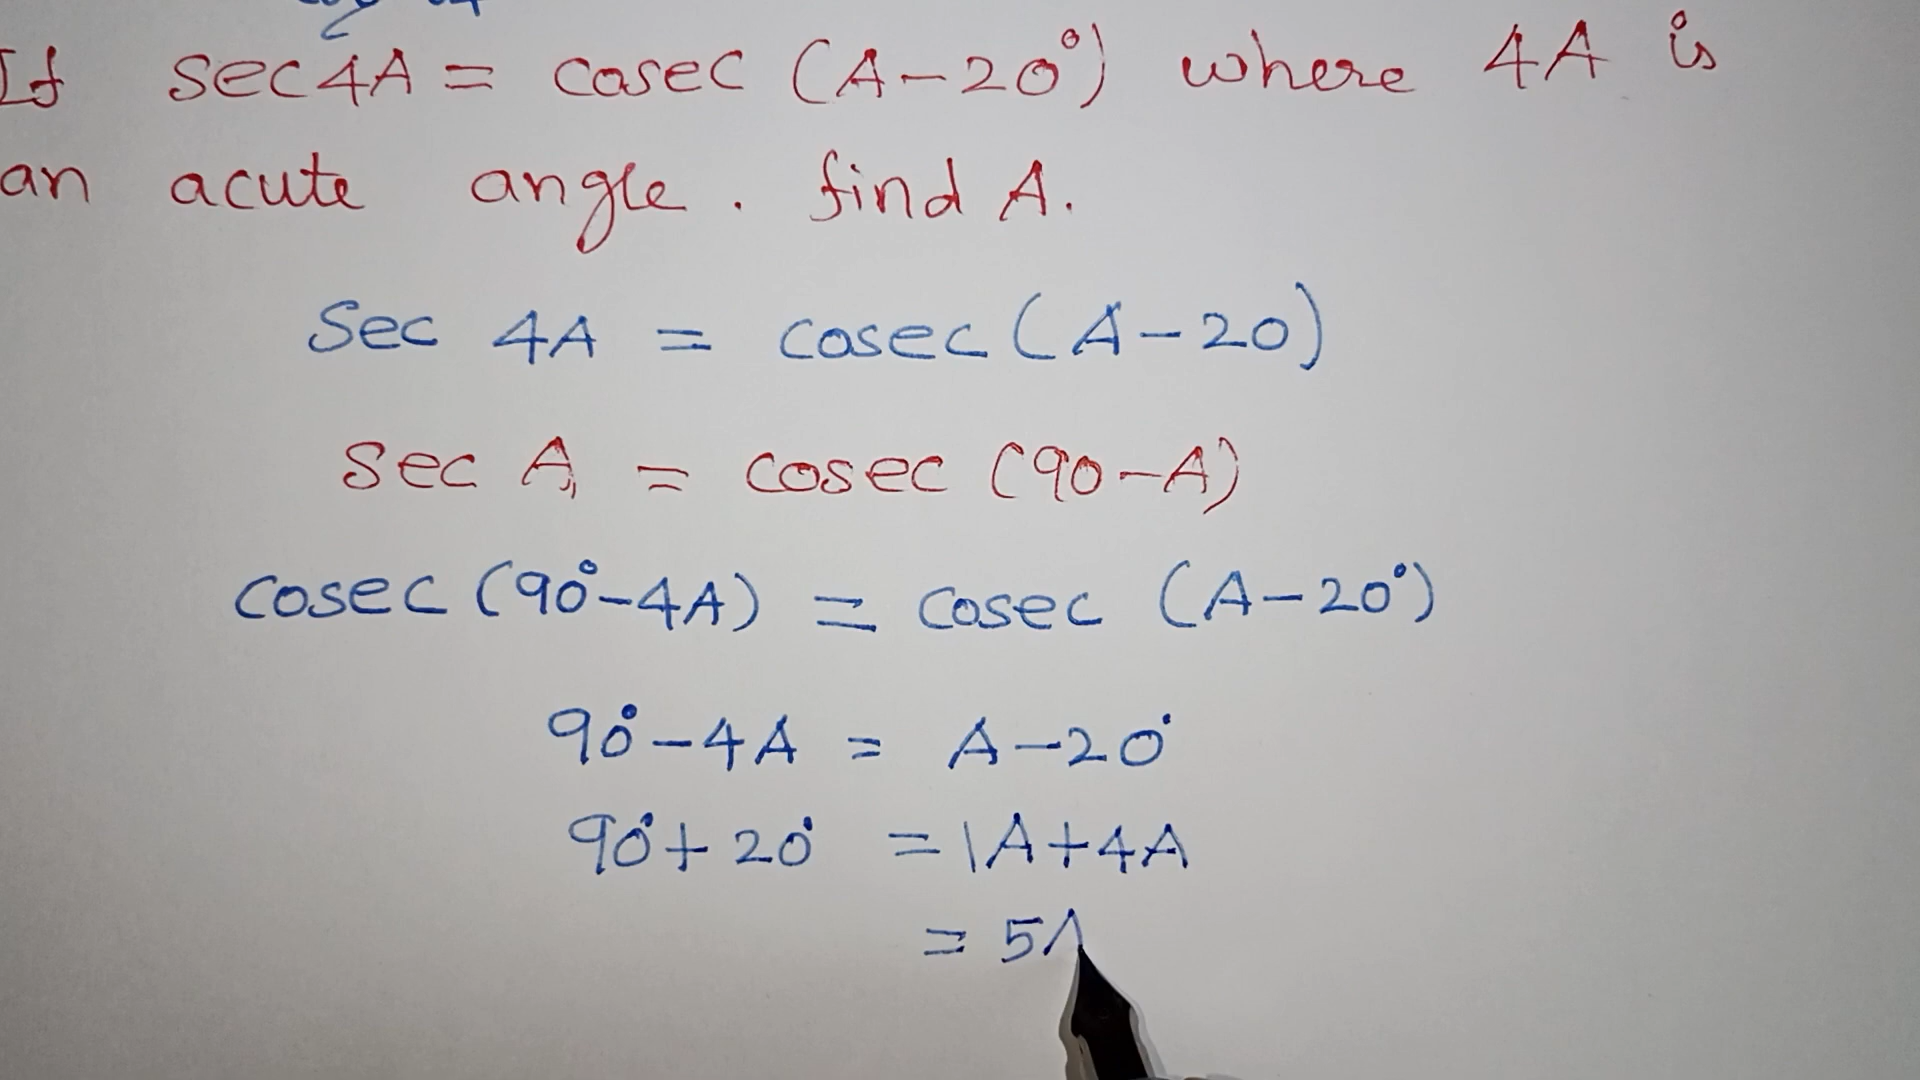 If sec4A = cosec (A-20°) where 4A is
an acute angle. find A.
Sec 4A = cosec (A-20)
sec A, = cosec (90-A)
cosec (90°-4A) = cosec (A-20°)
90°-4A = A-20°
90°+20° = 1A+4A
= 5A